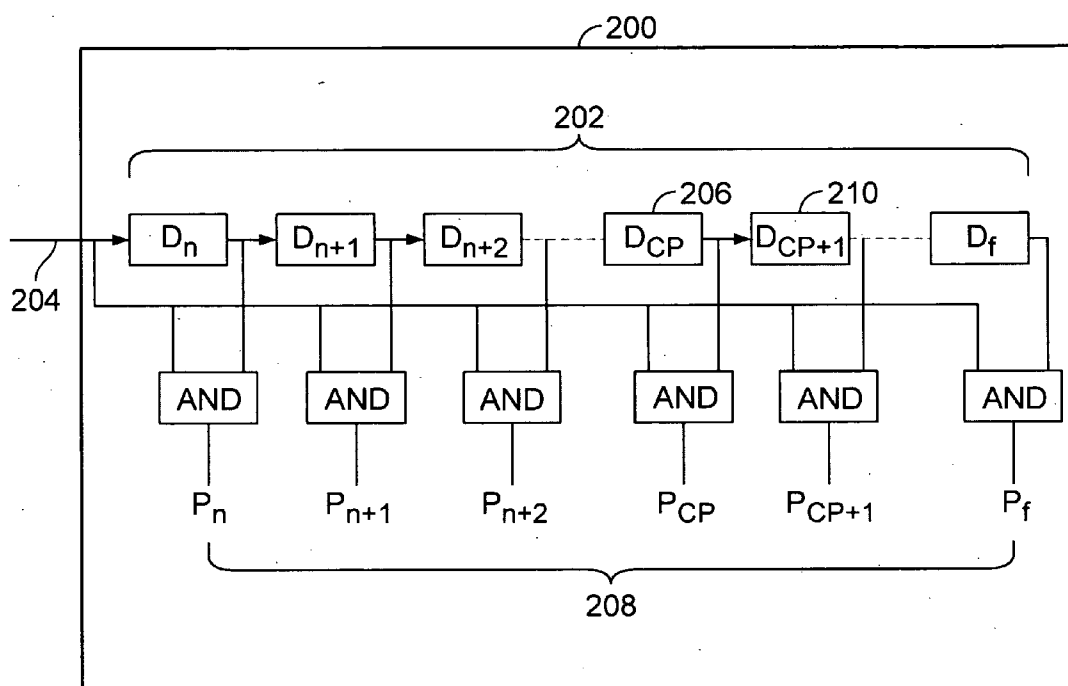 200
202
206
210
Dn
Dn+1
Dn+2
DCP
DCP+1
Df
204
AND
AND
AND
AND
AND
AND
Pn
Pn+1
Pn+2
PCP
PCP+1
Pf
208